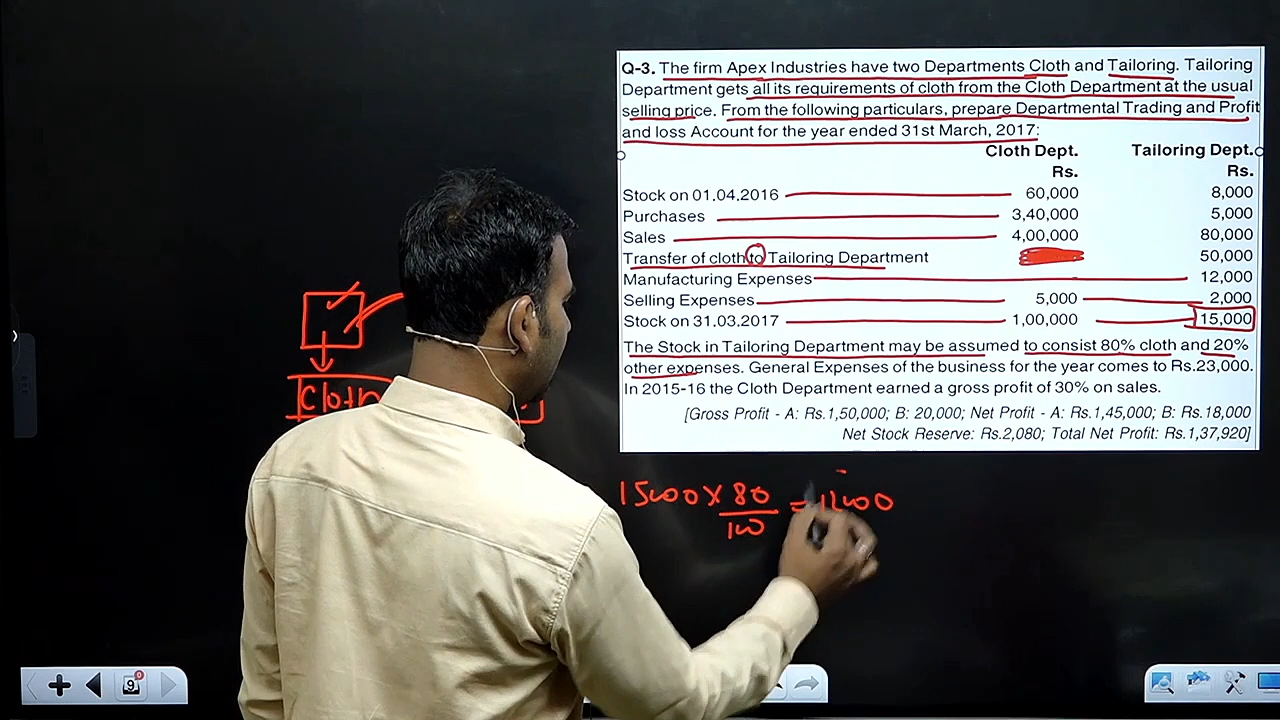 Q-3. The firm Apex Industries have two Departments Cloth and Tailoring. Tailoring
Department gets all its requirements of cloth from the Cloth Department at the usual
selling price. From the following particulars, prepare Departmental Trading and Profit
and loss Account for the year ended 31st March, 2017:
Cloth Dept. Tailoring Dept.
Rs. Rs.
Stock on 01.04.2016 60,000 8,000
Purchases 3,40,000 5,000
Sales 4,00,000 80,000
Transfer of cloth to Tailoring Department 50,000
Manufacturing Expenses 12,000
Selling Expenses 5,000 2,000
Stock on 31.03.2017 1,00,000 15,000
The Stock in Tailoring Department may be assumed to consist 80% cloth and 20%
other expenses. General Expenses of the business for the year comes to Rs.23,000.
In 2015-16 the Cloth Department earned a gross profit of 30% on sales.
[Gross Profit - A: Rs.1,50,000; B: 20,000; Net Profit - A: Rs.1,45,000; B: Rs.18,000
Net Stock Reserve: Rs.2,080; Total Net Profit: Rs.1,37,920]
Cloth
15000 × 80/100 = 12000
9